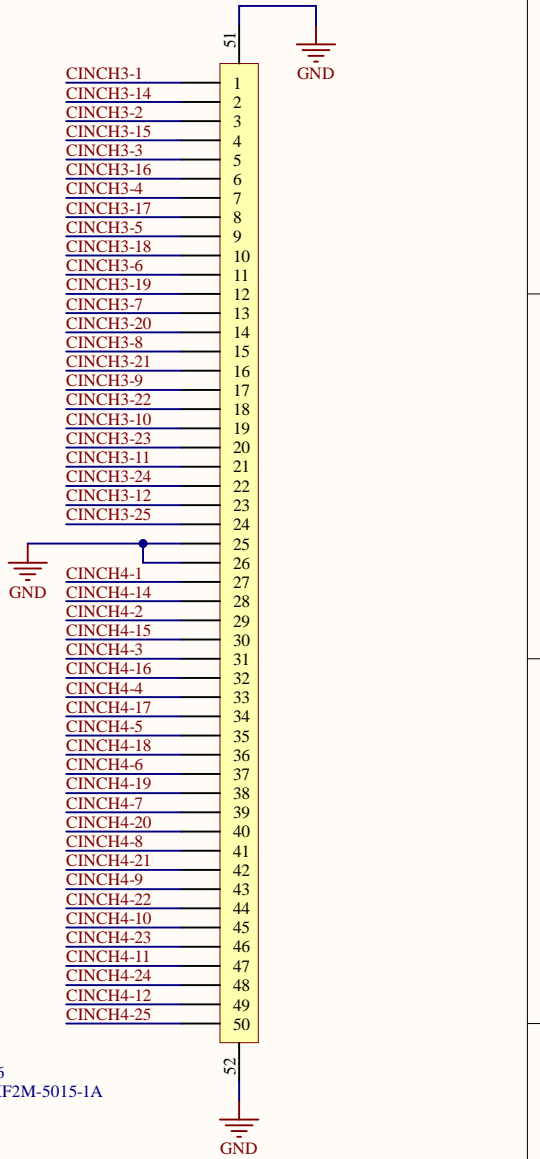 51
GND
CINCH3-1 1
CINCH3-14 2
CINCH3-2 3
CINCH3-15 4
CINCH3-3 5
CINCH3-16 6
CINCH3-4 7
CINCH3-17 8
CINCH3-5 9
CINCH3-18 10
CINCH3-6 11
CINCH3-19 12
CINCH3-7 13
CINCH3-20 14
CINCH3-8 15
CINCH3-21 16
CINCH3-9 17
CINCH3-22 18
CINCH3-10 19
CINCH3-23 20
CINCH3-11 21
CINCH3-24 22
CINCH3-12 23
CINCH3-25 24
25
26
GND
CINCH4-1 27
CINCH4-14 28
CINCH4-2 29
CINCH4-15 30
CINCH4-3 31
CINCH4-16 32
CINCH4-4 33
CINCH4-17 34
CINCH4-5 35
CINCH4-18 36
CINCH4-6 37
CINCH4-19 38
CINCH4-7 39
CINCH4-20 40
CINCH4-8 41
CINCH4-21 42
CINCH4-9 43
CINCH4-22 44
CINCH4-10 45
CINCH4-23 46
CINCH4-11 47
CINCH4-24 48
CINCH4-12 49
CINCH4-25 50
52
F2M-5015-1A
GND